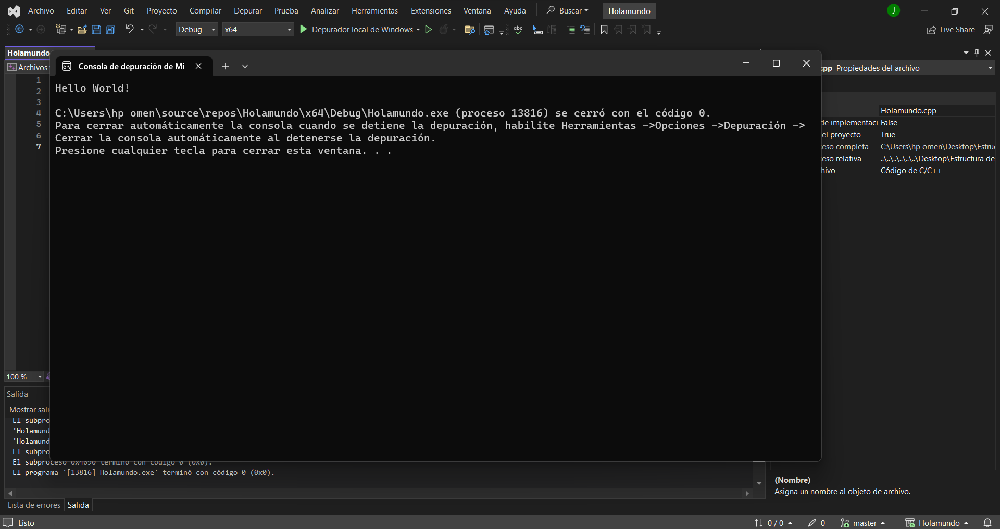 Archivo Editar Ver Git Proyecto Compilar Depurar Prueba Analizar Herramientas Extensiones Ventana Ayuda Buscar Holamundo J
Debug x64 Depurador local de Windows abc Live Share
Holamundo
Archivos
Consola de depuración de Mi
cpp Propiedades del archivo
1
2
3
4
5
6
7
Hello World!
C:\Users\hp omen\source\repos\Holamundo\x64\Debug\Holamundo.exe (proceso 13816) se cerró con el código 0.
Para cerrar automáticamente la consola cuando se detiene la depuración, habilite Herramientas ->Opciones ->Depuración ->
Cerrar la consola automáticamente al detenerse la depuración.
Presione cualquier tecla para cerrar esta ventana. . .
Holamundo.cpp
de implementaci False
el proyecto True
eso completa C:\Users\hp omen\Desktop\Estruc
eso relativa ..\..\..\..\..\..\Desktop\Estructura de
hivo Código de C/C++
100 %
Salida
Mostrar sali
El subpro
'Holamund
'Holamund
El subpro
El subproceso 0x4690 terminó con código 0 (0x0).
El programa '[13816] Holamundo.exe' terminó con código 0 (0x0).
Lista de errores Salida
(Nombre)
Asigna un nombre al objeto de archivo.
Listo 0 / 0 0 master Holamundo